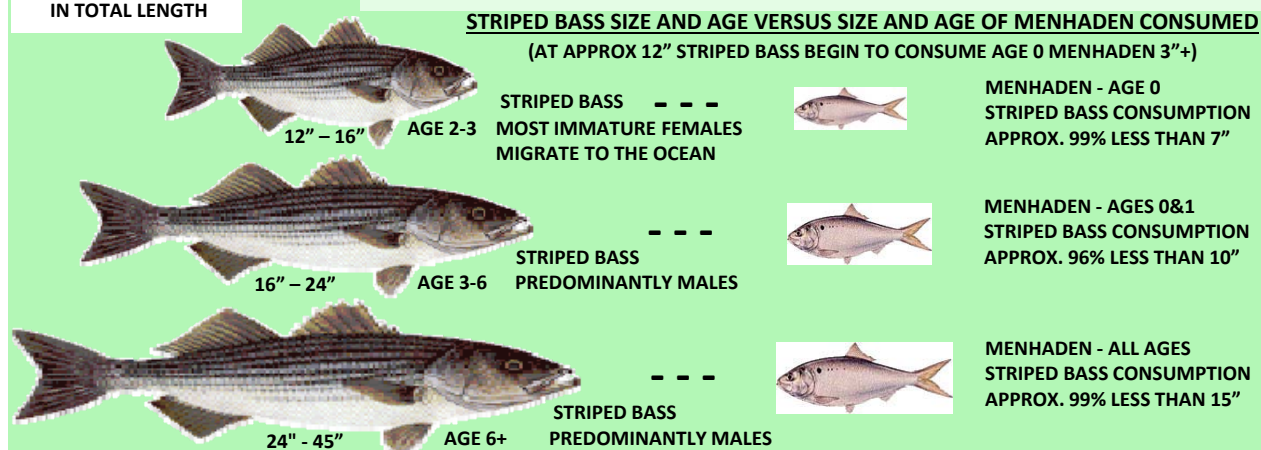 IN TOTAL LENGTH
STRIPED BASS SIZE AND AGE VERSUS SIZE AND AGE OF MENHADEN CONSUMED
(AT APPROX 12” STRIPED BASS BEGIN TO CONSUME AGE 0 MENHADEN 3”+)
12” – 16”
AGE 2-3
STRIPED BASS - - -
MOST IMMATURE FEMALES
MIGRATE TO THE OCEAN
MENHADEN - AGE 0
STRIPED BASS CONSUMPTION
APPROX. 99% LESS THAN 7”
16” – 24”
AGE 3-6
- - -
STRIPED BASS
PREDOMINANTLY MALES
MENHADEN - AGES 0&1
STRIPED BASS CONSUMPTION
APPROX. 96% LESS THAN 10”
24" - 45”
AGE 6+
- - -
STRIPED BASS
PREDOMINANTLY MALES
MENHADEN - ALL AGES
STRIPED BASS CONSUMPTION
APPROX. 99% LESS THAN 15”